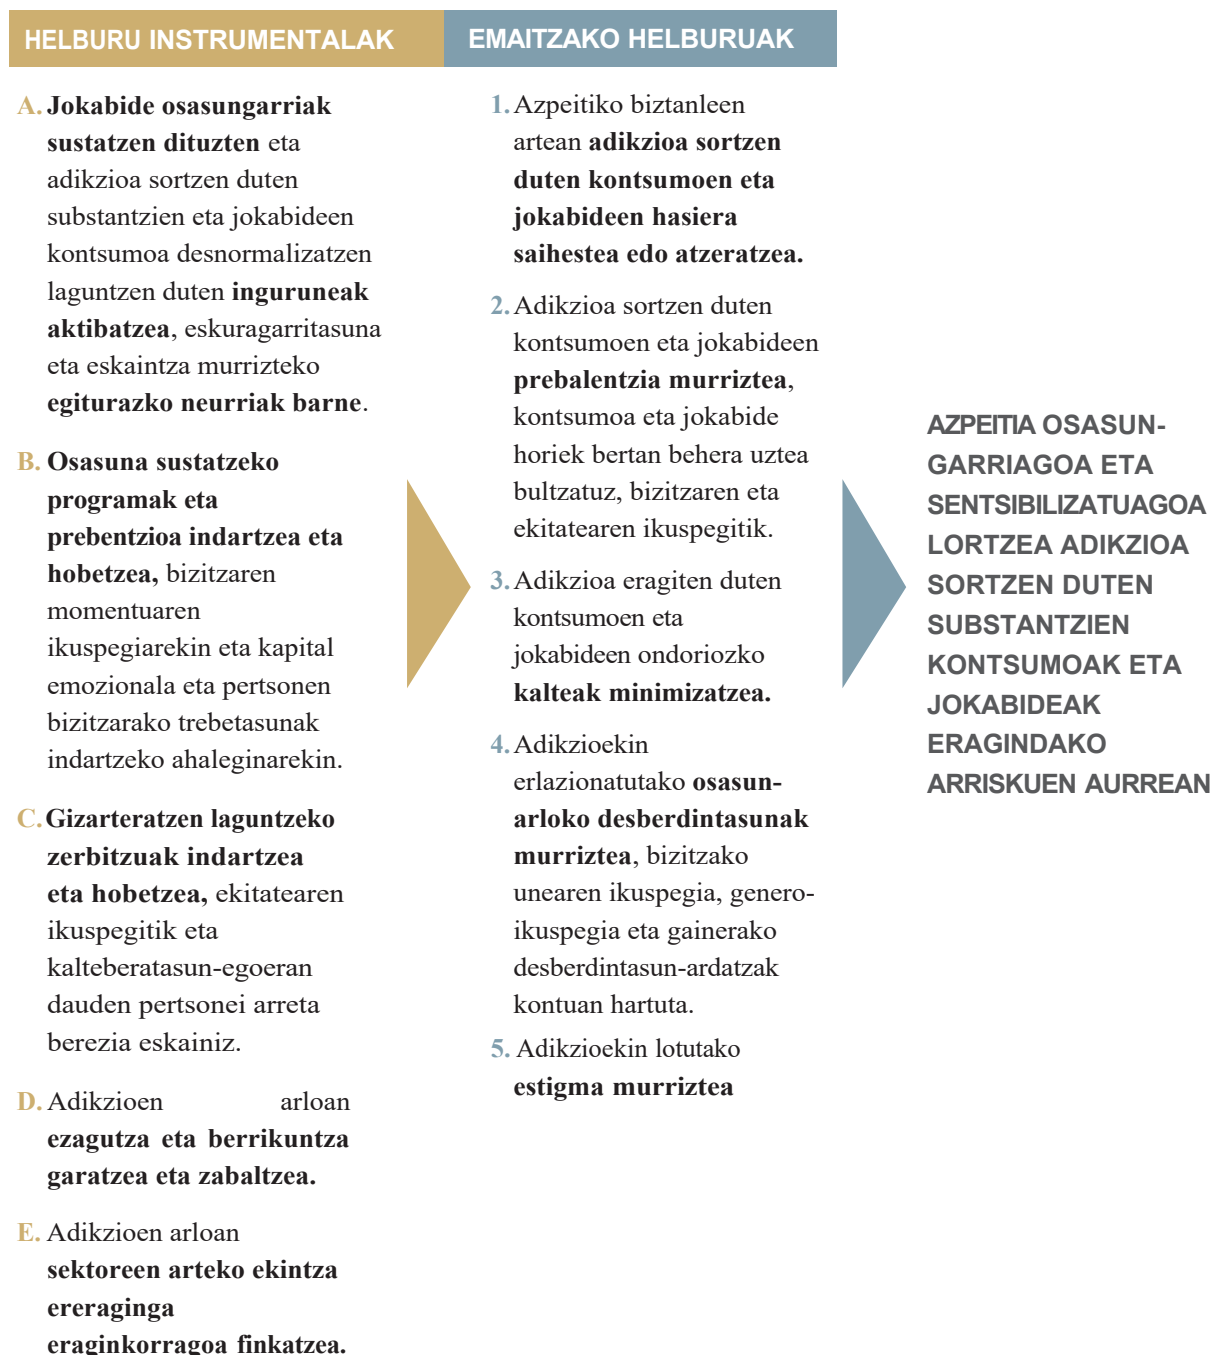 HELBURU INSTRUMENTALAK
A. Jokabide osasungarriak
sustatzen dituzten eta
adikzioa sortzen duten
substantzien eta jokabideen
kontsumoa desnormalizatzen
laguntzen duten inguruneak
aktibatzea, eskuragarritasuna
eta eskaintza murrizteko
egiturazko neurriak barne.
B. Osasuna sustatzeko
programak eta
prebentzioa indartzea eta
hobetzea, bizitzaren
momentuaren
ikuspegiarekin eta kapital
emozionala eta pertsonen
bizitzarako trebetasunak
indartzeko ahaleginarekin.
C. Gizarteratzen laguntzeko
zerbitzuak indartzea
eta hobetzea, ekitatearen
ikuspegitik eta
kalteberatasun-egoeran
dauden pertsonei arreta
berezia eskainiz.
D. Adikzioen arloan
ezagutza eta berrikuntza
garatzea eta zabaltzea.
E. Adikzioen arloan
sektoreen arteko ekintza
ereraginga
eraginkorragoa finkatzea.
EMAITZAKO HELBURUAK
1. Azpeitiko biztanleen
artean adikzioa sortzen
duten kontsumoen eta
jokabideen hasiera
saihestea edo atzeratzea.
2. Adikzioa sortzen duten
kontsumoen eta jokabideen
prebalentzia murriztea,
kontsumoa eta jokabide
horiek bertan behera uztea
bultzatuz, bizitzaren eta
ekitatearen ikuspegitik.
3. Adikzioa eragiten duten
kontsumoen eta
jokabideen ondoriozko
kalteak minimizatzea.
4. Adikzioekin
erlazionatutako osasun-
arloko desberdintasunak
murriztea, bizitzako
unearen ikuspegia, genero-
ikuspegia eta gainerako
desberdintasun-ardatzak
kontuan hartuta.
5. Adikzioekin lotutako
estigma murriztea
AZPEITIA OSASUN-
GARRIAGOA ETA
SENTSIBILIZATUAGOA
LORTZEA ADIKZIOA
SORTZEN DUTEN
SUBSTANTZIEN
KONTSUMOAK ETA
JOKABIDEAK
ERAGINDAKO
ARRISKUEN AURREAN